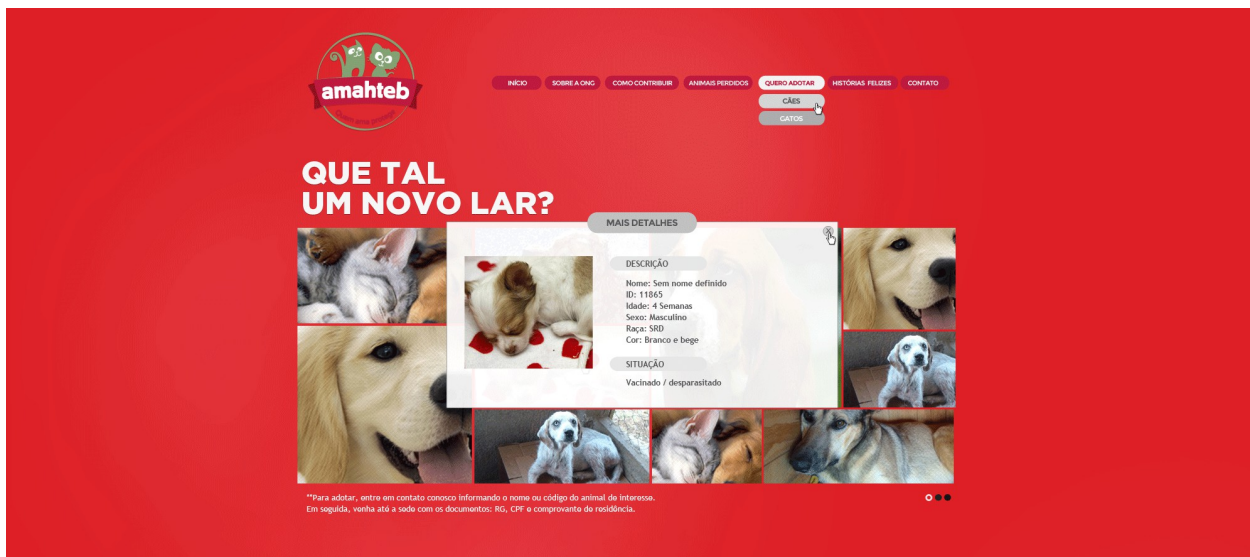 amahteb
Quem ama protege
INÍCIO
SOBRE A ONG
COMO CONTRIBUIR
ANIMAIS PERDIDOS
QUERO ADOTAR
HISTÓRIAS FELIZES
CONTATO
CÃES
GATOS
QUE TAL
UM NOVO LAR?
MAIS DETALHES
DESCRIÇÃO
Nome: Sem nome definido
ID: 11865
Idade: 4 Semanas
Sexo: Masculino
Raça: SRD
Cor: Branco e bege
SITUAÇÃO
Vacinado / desparasitado
**Para adotar, entre em contato conosco informando o nome ou código do animal de interesse.
Em seguida, venha até a sede com os documentos: RG, CPF e comprovante de residência.